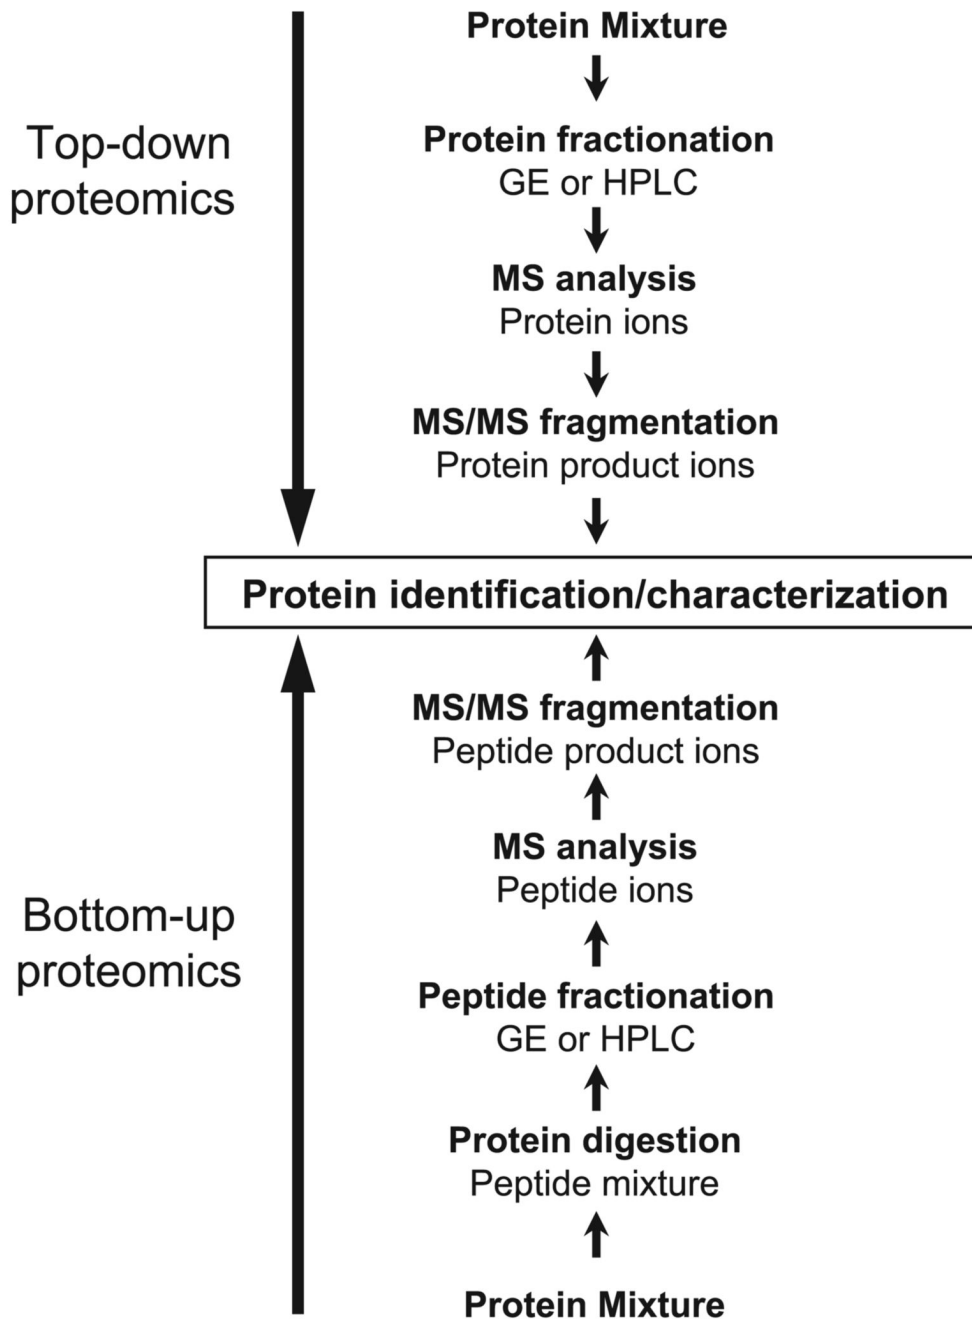 Protein Mixture
Top-down
proteomics
Protein fractionation
GE or HPLC
MS analysis
Protein ions
MS/MS fragmentation
Protein product ions
Protein identification/characterization
MS/MS fragmentation
Peptide product ions
MS analysis
Peptide ions
Bottom-up
proteomics
Peptide fractionation
GE or HPLC
Protein digestion
Peptide mixture
Protein Mixture